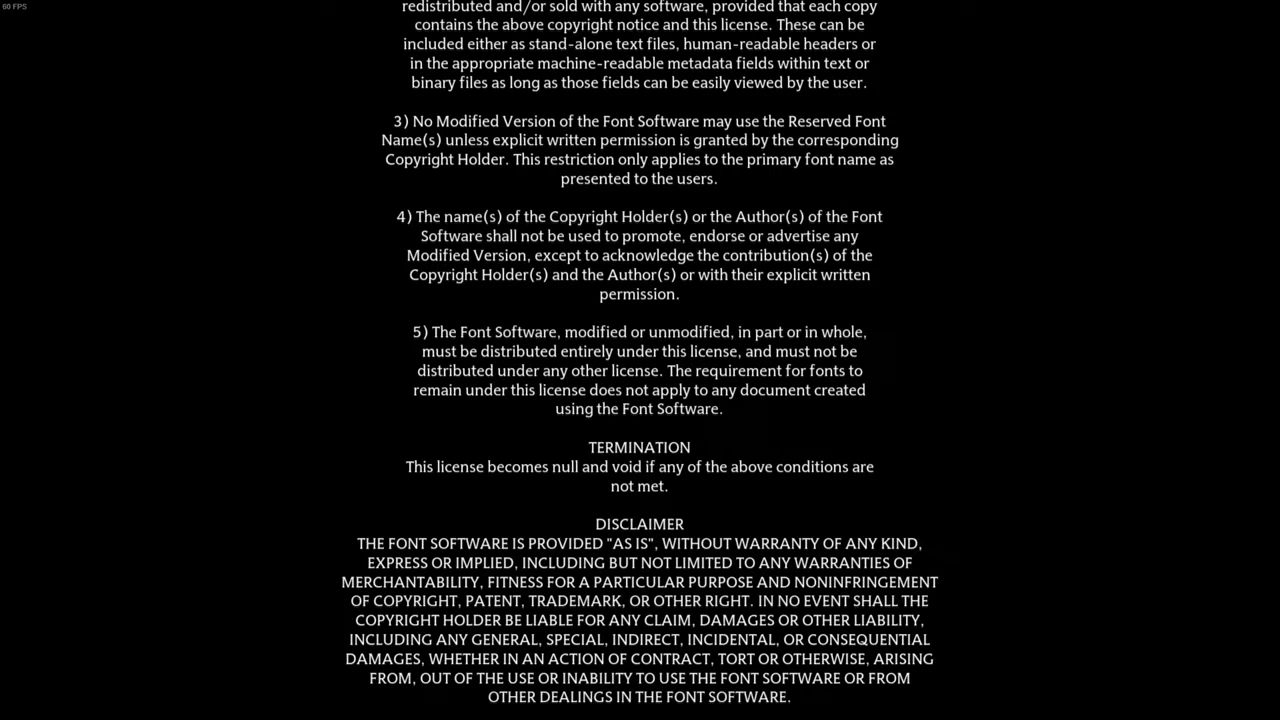 60 FPS
redistributed and/or sold with any software, provided that each copy
contains the above copyright notice and this license. These can be
included either as stand-alone text files, human-readable headers or
in the appropriate machine-readable metadata fields within text or
binary files as long as those fields can be easily viewed by the user.
3) No Modified Version of the Font Software may use the Reserved Font
Name(s) unless explicit written permission is granted by the corresponding
Copyright Holder. This restriction only applies to the primary font name as
presented to the users.
4) The name(s) of the Copyright Holder(s) or the Author(s) of the Font
Software shall not be used to promote, endorse or advertise any
Modified Version, except to acknowledge the contribution(s) of the
Copyright Holder(s) and the Author(s) or with their explicit written
permission.
5) The Font Software, modified or unmodified, in part or in whole,
must be distributed entirely under this license, and must not be
distributed under any other license. The requirement for fonts to
remain under this license does not apply to any document created
using the Font Software.
TERMINATION
This license becomes null and void if any of the above conditions are
not met.
DISCLAIMER
THE FONT SOFTWARE IS PROVIDED "AS IS", WITHOUT WARRANTY OF ANY KIND,
EXPRESS OR IMPLIED, INCLUDING BUT NOT LIMITED TO ANY WARRANTIES OF
MERCHANTABILITY, FITNESS FOR A PARTICULAR PURPOSE AND NONINFRINGEMENT
OF COPYRIGHT, PATENT, TRADEMARK, OR OTHER RIGHT. IN NO EVENT SHALL THE
COPYRIGHT HOLDER BE LIABLE FOR ANY CLAIM, DAMAGES OR OTHER LIABILITY,
INCLUDING ANY GENERAL, SPECIAL, INDIRECT, INCIDENTAL, OR CONSEQUENTIAL
DAMAGES, WHETHER IN AN ACTION OF CONTRACT, TORT OR OTHERWISE, ARISING
FROM, OUT OF THE USE OR INABILITY TO USE THE FONT SOFTWARE OR FROM
OTHER DEALINGS IN THE FONT SOFTWARE.